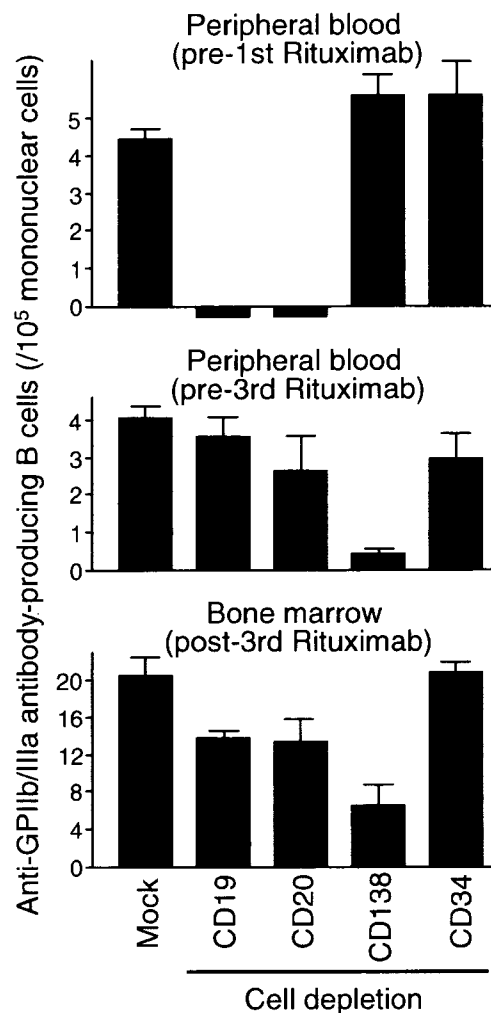 Peripheral blood
(pre-1st Rituximab)
5
4
3
2
1
0
Peripheral blood
(pre-3rd Rituximab)
4
3
2
1
0
Bone marrow
(post-3rd Rituximab)
20
16
12
8
4
0
Anti-GPIIb/IIIa antibody-producing B cells (/10⁵ mononuclear cells)
Mock
CD19
CD20
CD138
CD34
Cell depletion